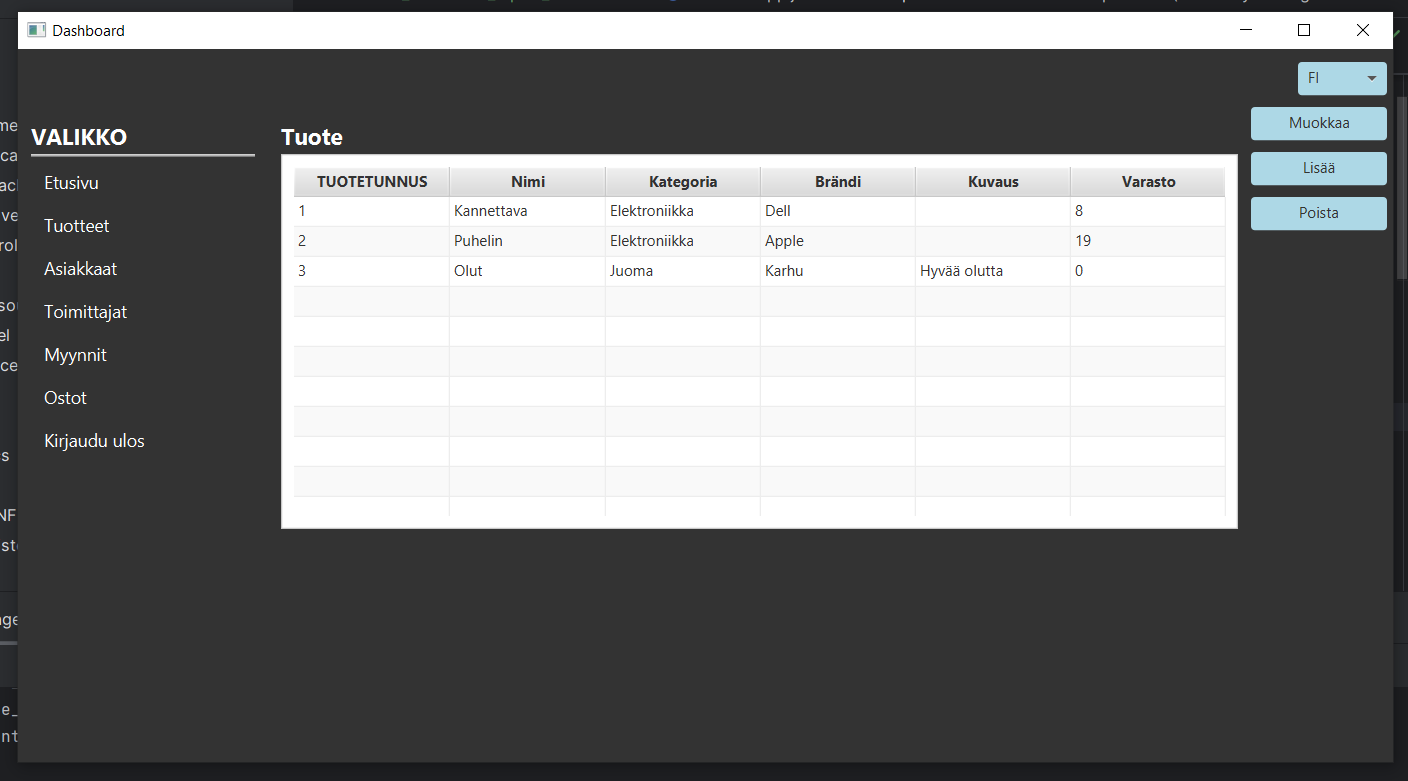 Dashboard
FI
VALIKKO
Etusivu
Tuotteet
Asiakkaat
Toimittajat
Myynnit
Ostot
Kirjaudu ulos
Tuote
TUOTETUNNUS Nimi Kategoria Brändi Kuvaus Varasto
1 Kannettava Elektroniikka Dell 8
2 Puhelin Elektroniikka Apple 19
3 Olut Juoma Karhu Hyvää olutta 0
Muokkaa
Lisää
Poista